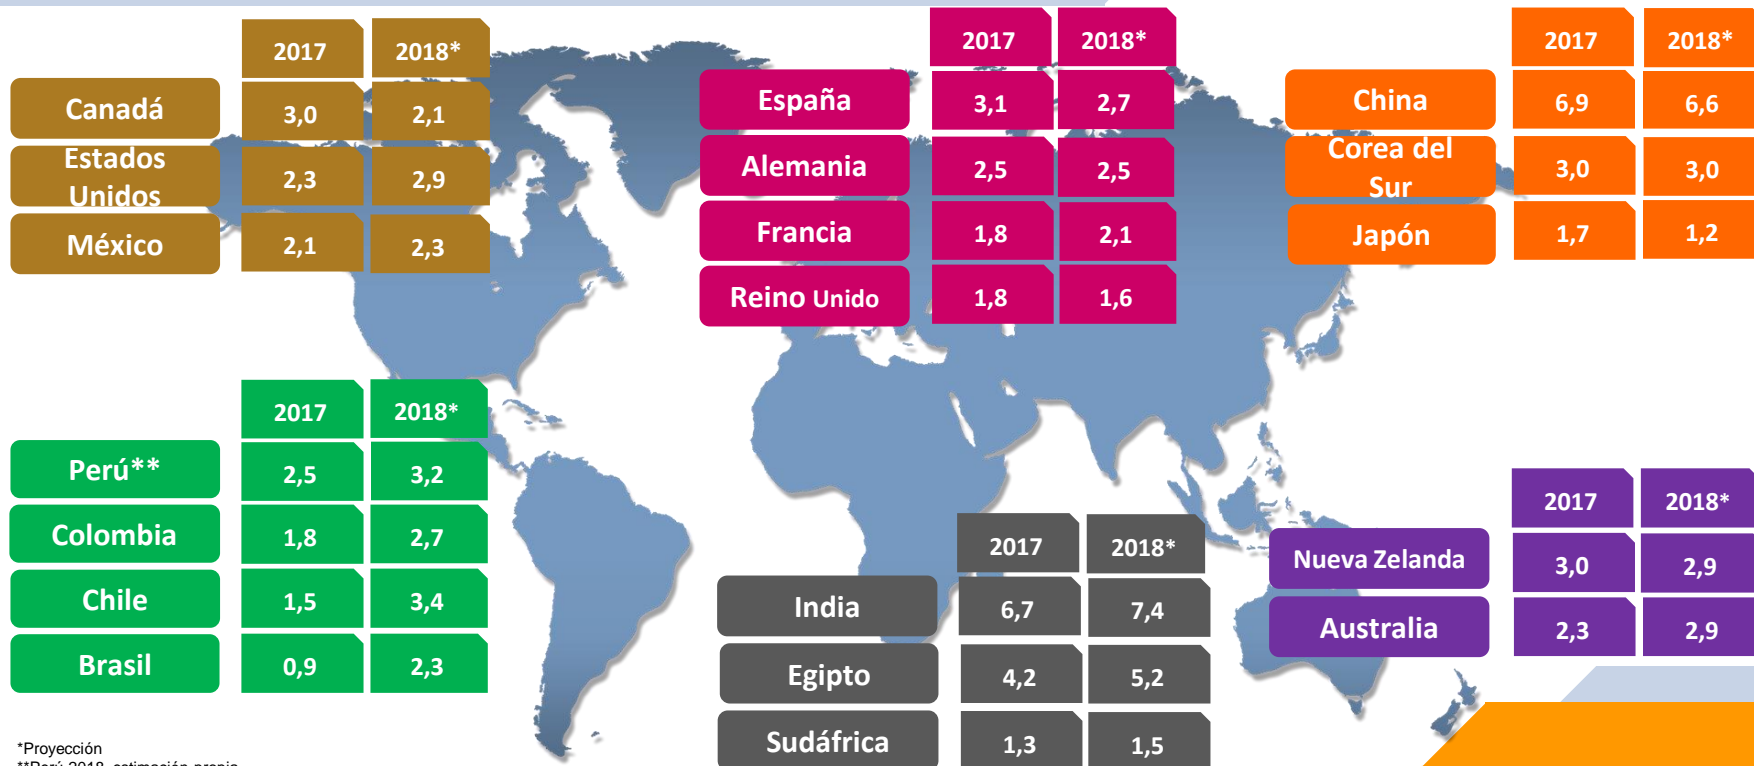 2017 2018*
Canadá 3,0 2,1
Estados
Unidos 2,3 2,9
México 2,1 2,3
2017 2018*
España 3,1 2,7
Alemania 2,5 2,5
Francia 1,8 2,1
Reino Unido 1,8 1,6
2017 2018*
China 6,9 6,6
Corea del
Sur 3,0 3,0
Japón 1,7 1,2
2017 2018*
Perú** 2,5 3,2
Colombia 1,8 2,7
Chile 1,5 3,4
Brasil 0,9 2,3
2017 2018*
India 6,7 7,4
Egipto 4,2 5,2
Sudáfrica 1,3 1,5
2017 2018*
Nueva Zelanda 3,0 2,9
Australia 2,3 2,9
*Proyección
**Perú 2018, estimación propia